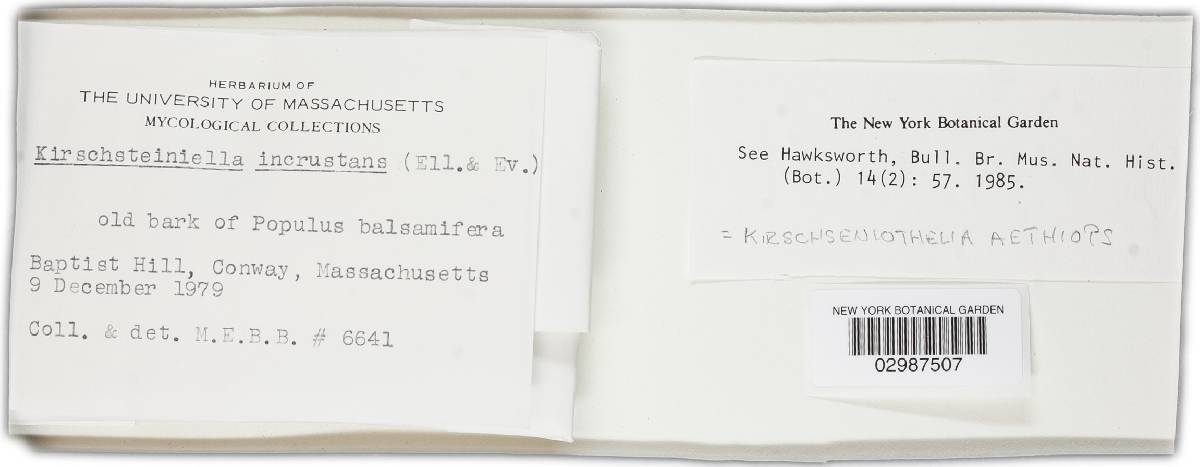 HERBARIUM OF
THE UNIVERSITY OF MASSACHUSETTS
MYCOLOGICAL COLLECTIONS
Kirschsteiniella incrustans (Ell.& Ev.)
old bark of Populus balsamifera
Baptist Hill, Conway, Massachusetts
9 December 1979
Coll. & det. M.E.B.B. # 6641
The New York Botanical Garden
See Hawksworth, Bull. Br. Mus. Nat. Hist.
(Bot.) 14(2): 57. 1985.
= KIRSCHSENIOTHELIA AETHIOPS
NEW YORK BOTANICAL GARDEN
02987507